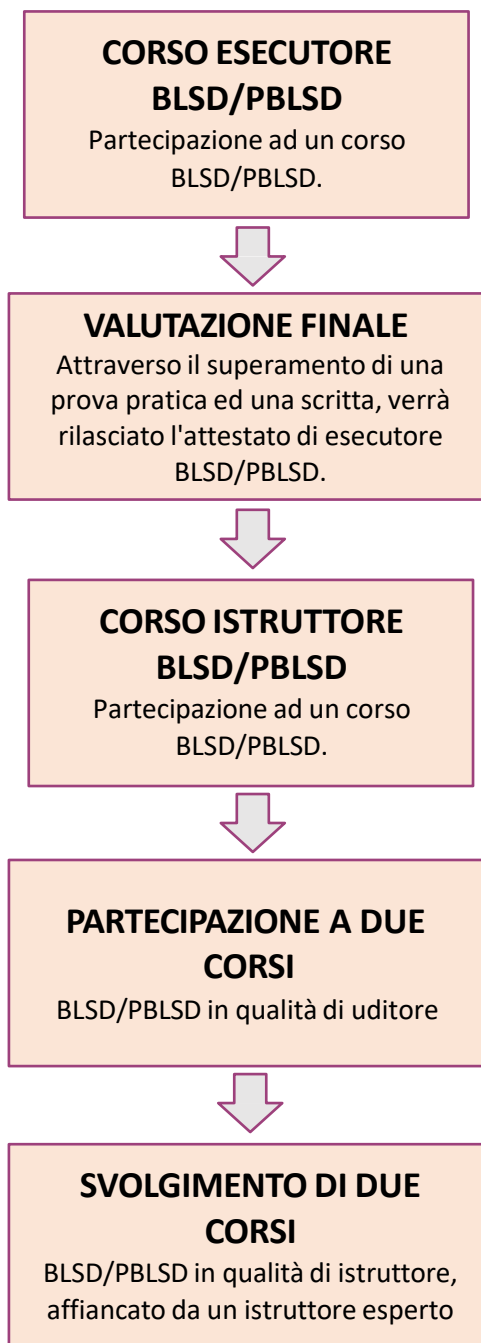 CORSO ESECUTORE
BLSD/PBLSD
Partecipazione ad un corso
BLSD/PBLSD.
VALUTAZIONE FINALE
Attraverso il superamento di una
prova pratica ed una scritta, verrà
rilasciato l'attestato di esecutore
BLSD/PBLSD.
CORSO ISTRUTTORE
BLSD/PBLSD
Partecipazione ad un corso
BLSD/PBLSD.
PARTECIPAZIONE A DUE
CORSI
BLSD/PBLSD in qualità di uditore
SVOLGIMENTO DI DUE
CORSI
BLSD/PBLSD in qualità di istruttore,
affiancato da un istruttore esperto